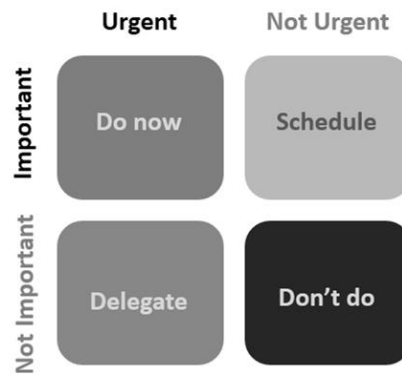 Urgent
Not Urgent
Important
Do now
Schedule
Not Important
Delegate
Don’t do